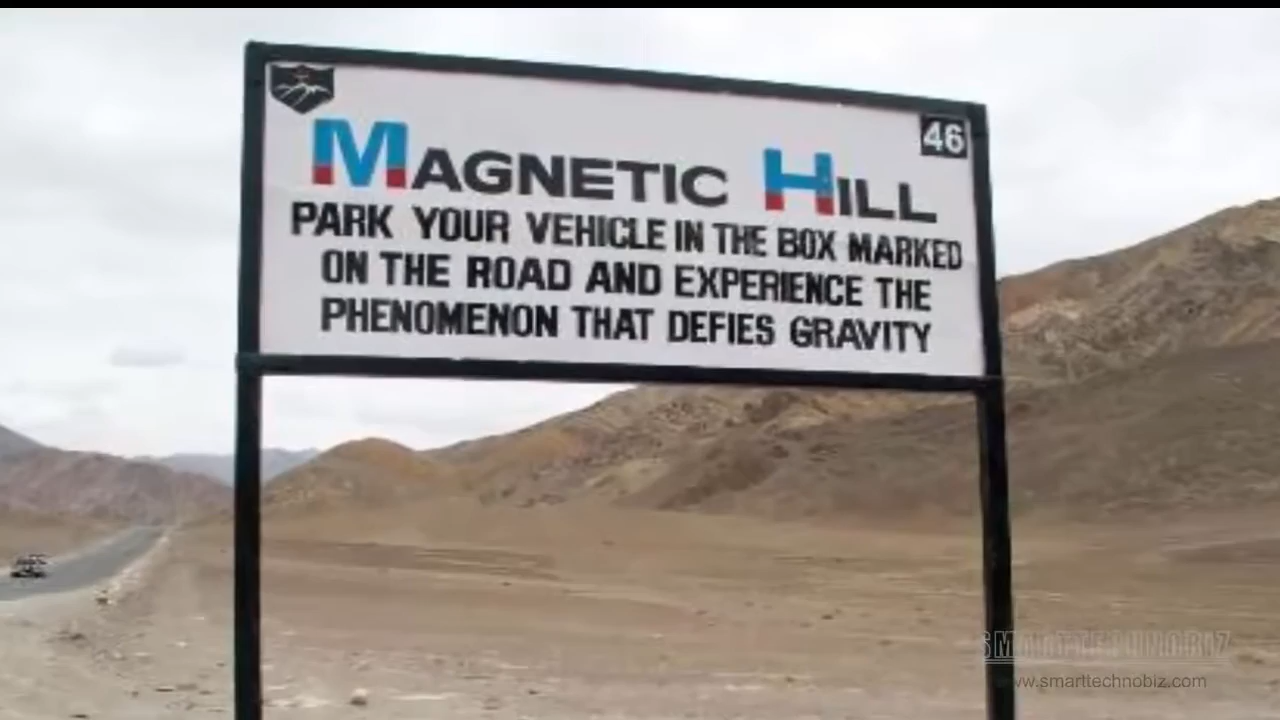 46
MAGNETIC HILL
PARK YOUR VEHICLE IN THE BOX MARKED
ON THE ROAD AND EXPERIENCE THE
PHENOMENON THAT DEFIES GRAVITY
SMARTTECHNOBIZ
www.smarttechnobiz.com